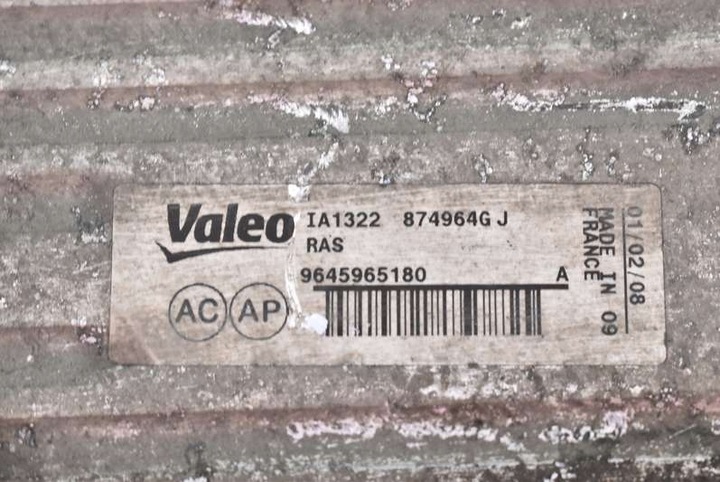 Valeo IA1322 874964G J
RAS
9645965180 A
AC AP
01/02/08
MADE IN 09
FRANCE